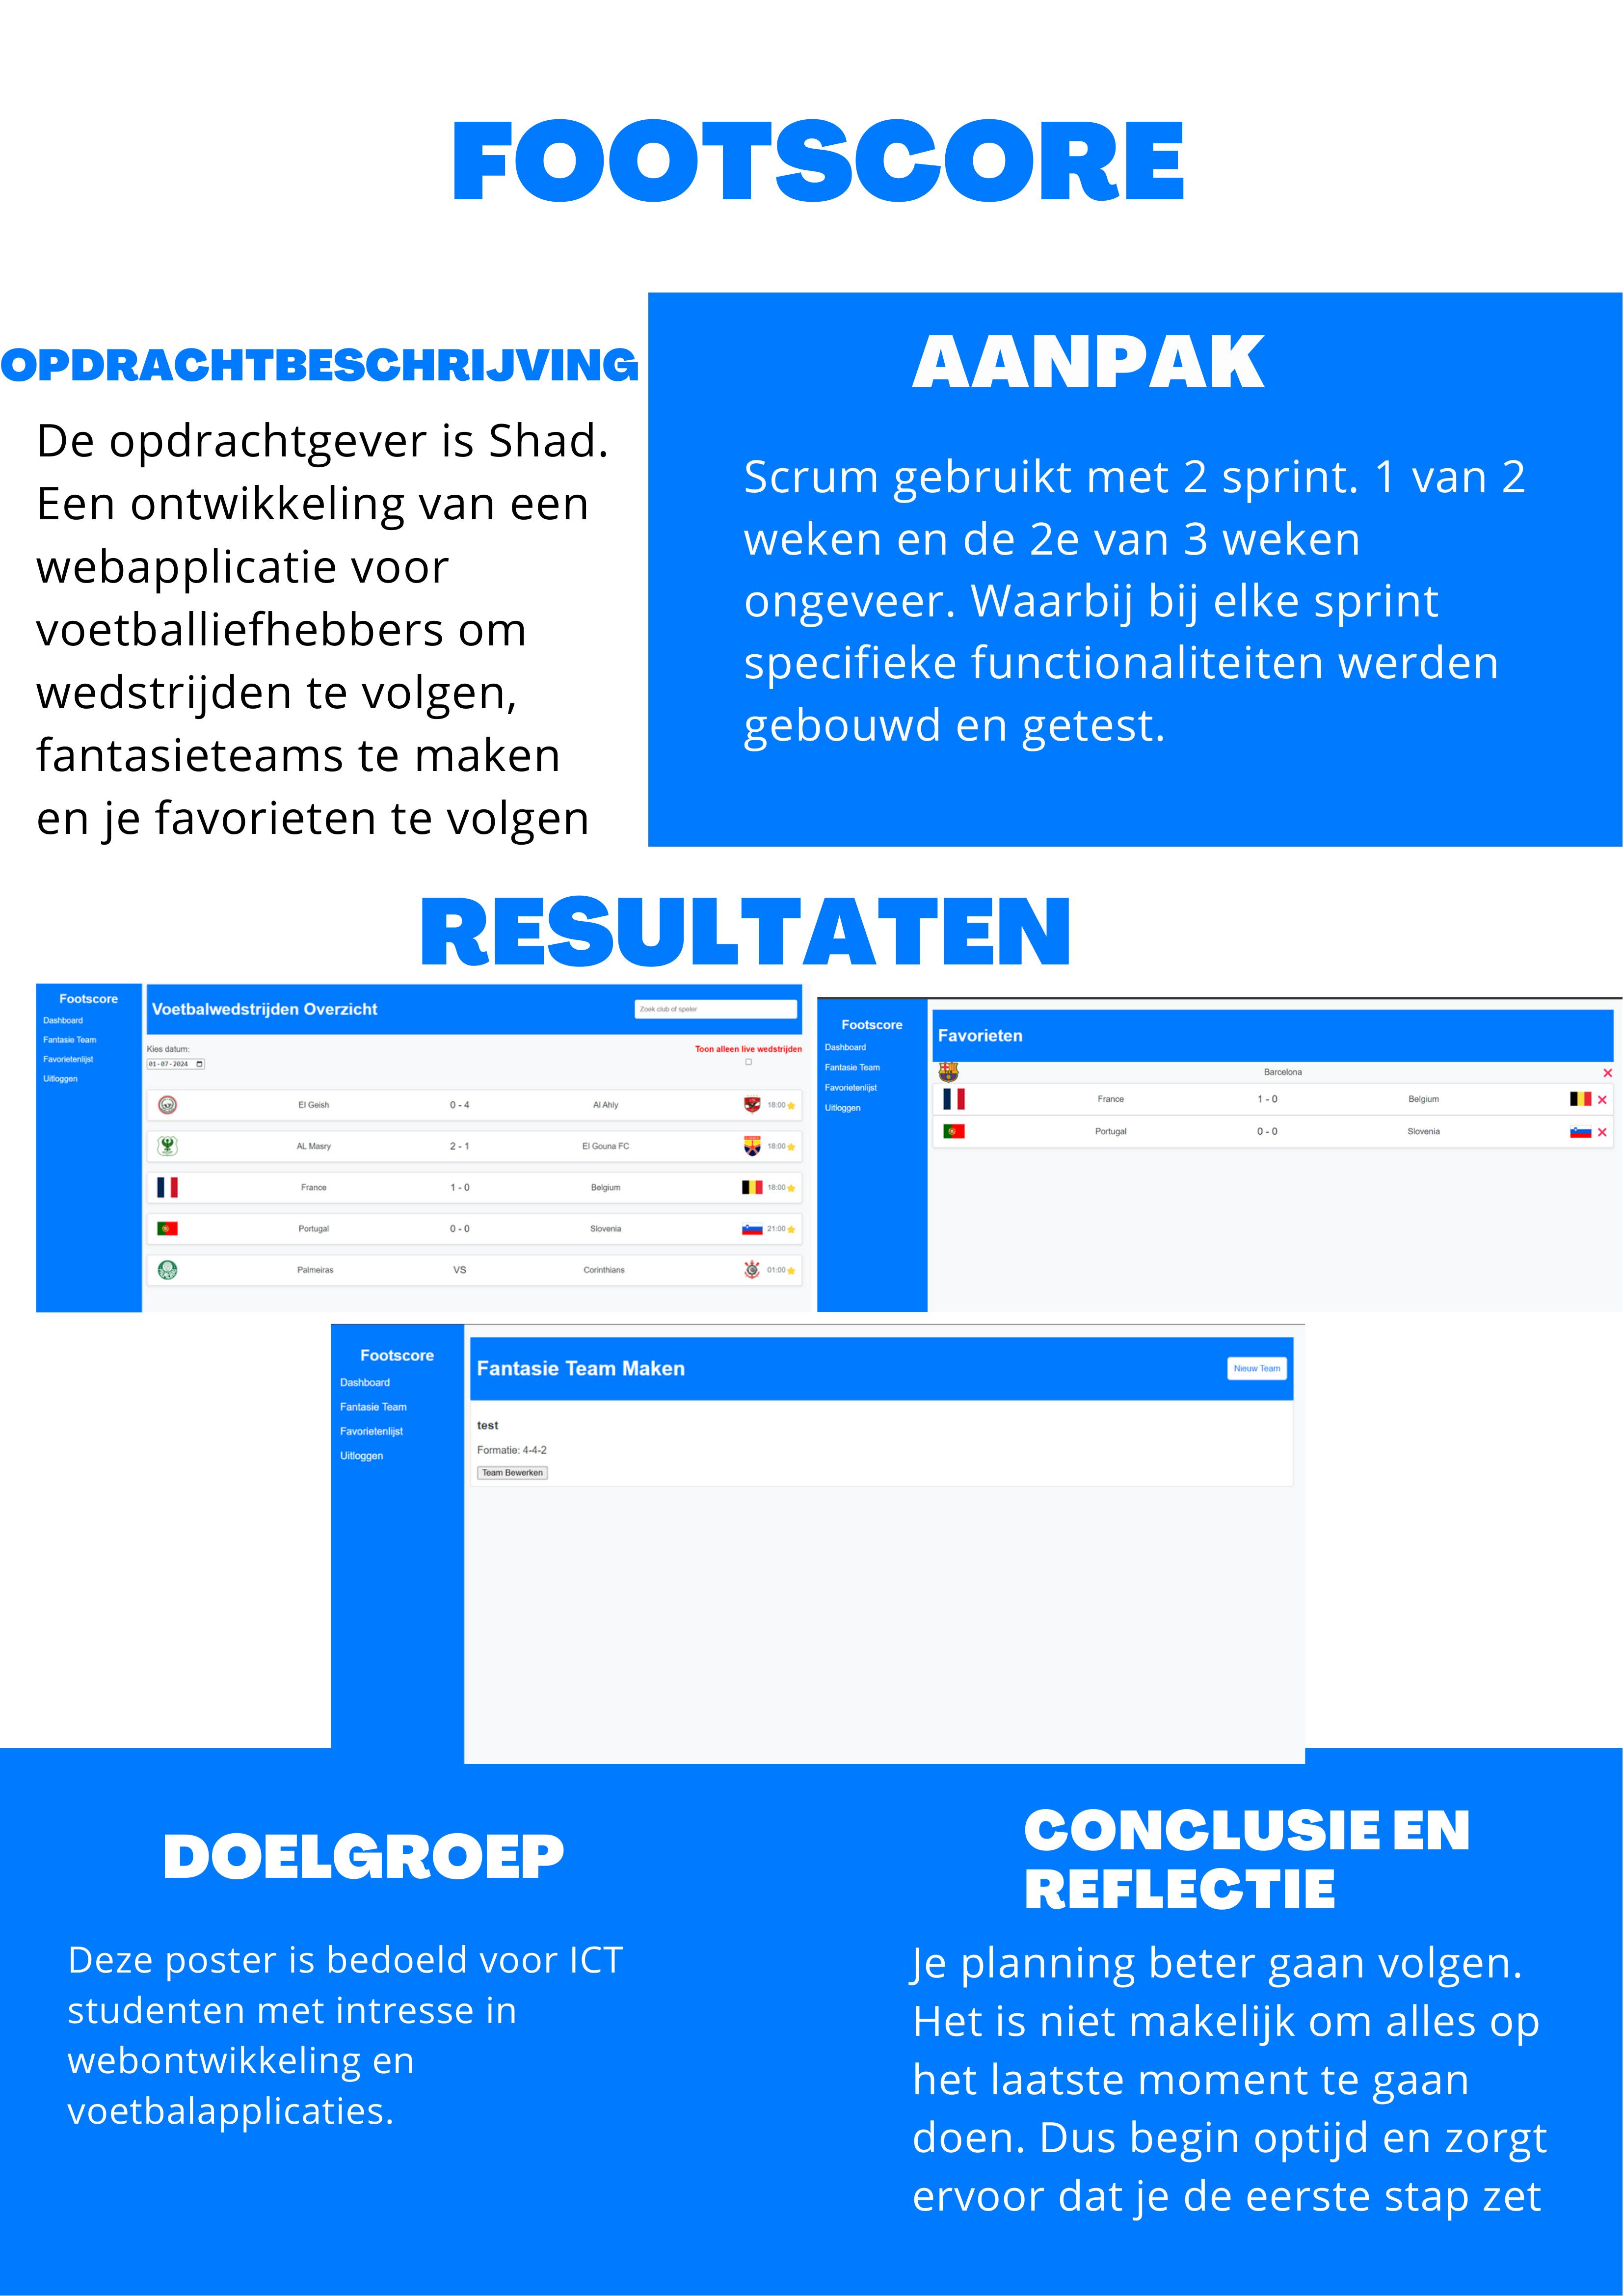 FOOTSCORE
OPDRACHTBESCHRIJVING
De opdrachtgever is Shad.
Een ontwikkeling van een
webapplicatie voor
voetballiefhebbers om
wedstrijden te volgen,
fantasieteams te maken
en je favorieten te volgen
AANPAK
Scrum gebruikt met 2 sprint. 1 van 2
weken en de 2e van 3 weken
ongeveer. Waarbij bij elke sprint
specifieke functionaliteiten werden
gebouwd en getest.
RESULTATEN
Footscore
Dashboard
Fantasie Team
Favorietenlijst
Uitloggen
Voetbalwedstrijden Overzicht
Zoek club of speler
Kies datum:
01-07-2024
Toon alleen live wedstrijden
El Geish 0 - 4 Al Ahly 18:00
AL Masry 2 - 1 El Gouna FC 18:00
France 1 - 0 Belgium 18:00
Portugal 0 - 0 Slovenia 21:00
Palmeiras VS Corinthians 01:00
Footscore
Dashboard
Fantasie Team
Favorietenlijst
Uitloggen
Favorieten
Barcelona
France 1 - 0 Belgium
Portugal 0 - 0 Slovenia
Footscore
Dashboard
Fantasie Team
Favorietenlijst
Uitloggen
Fantasie Team Maken
Nieuw Team
test
Formatie: 4-4-2
Team Bewerken
DOELGROEP
Deze poster is bedoeld voor ICT
studenten met intresse in
webontwikkeling en
voetbalapplicaties.
CONCLUSIE EN
REFLECTIE
Je planning beter gaan volgen.
Het is niet makelijk om alles op
het laatste moment te gaan
doen. Dus begin optijd en zorgt
ervoor dat je de eerste stap zet